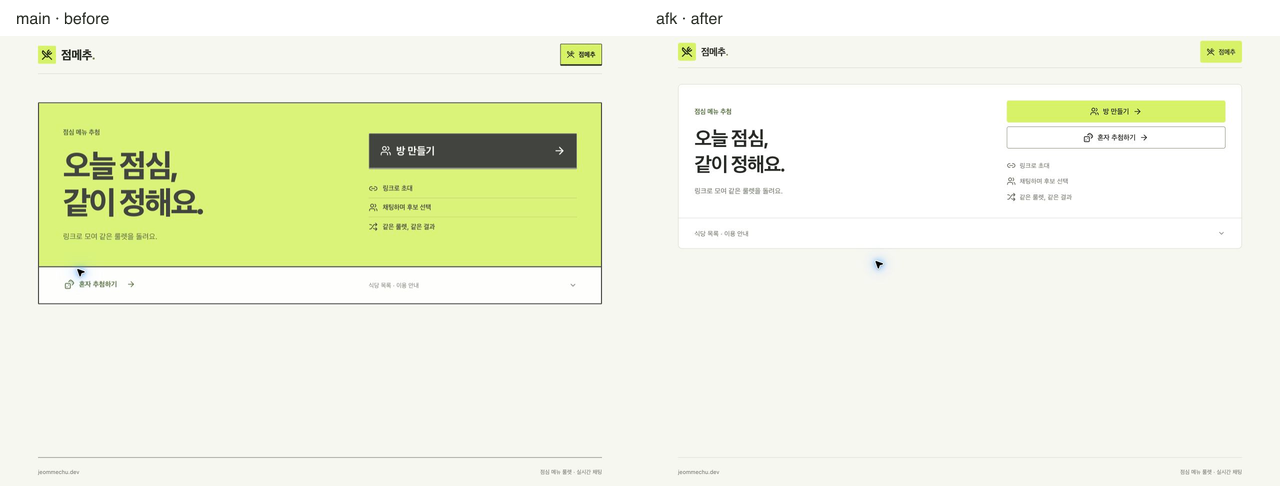 main · before
점메추.
점메추
점심 메뉴 추첨
오늘 점심,
같이 정해요.
링크로 모여 같은 룰렛을 돌려요.
방 만들기
링크로 초대
채팅하며 후보 선택
같은 룰렛, 같은 결과
혼자 추첨하기
식당 목록 · 이용 안내
jeommechu.dev
점심 메뉴 룰렛 · 실시간 채팅
afk · after
점메추.
점메추
점심 메뉴 추첨
오늘 점심,
같이 정해요.
링크로 모여 같은 룰렛을 돌려요.
방 만들기
혼자 추첨하기
링크로 초대
채팅하며 후보 선택
같은 룰렛, 같은 결과
식당 목록 · 이용 안내
jeommechu.dev
점심 메뉴 룰렛 · 실시간 채팅